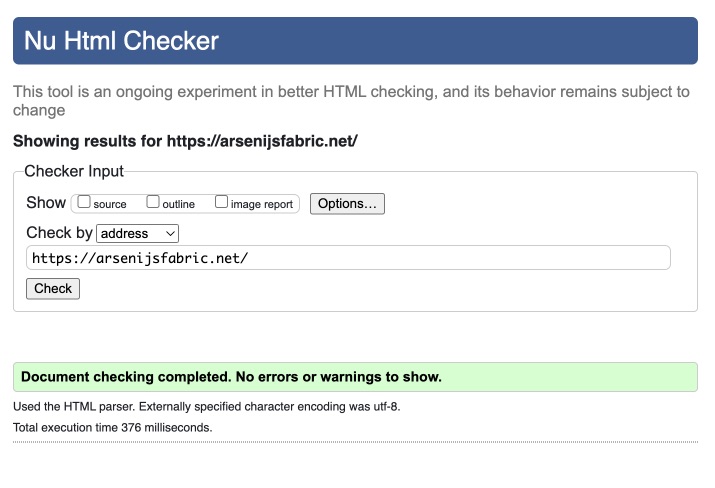 Nu Html Checker
This tool is an ongoing experiment in better HTML checking, and its behavior remains subject to
change
Showing results for https://arsenijsfabric.net/
Checker Input
Show source outline image report Options…
Check by address
https://arsenijsfabric.net/
Check
Document checking completed. No errors or warnings to show.
Used the HTML parser. Externally specified character encoding was utf-8.
Total execution time 376 milliseconds.